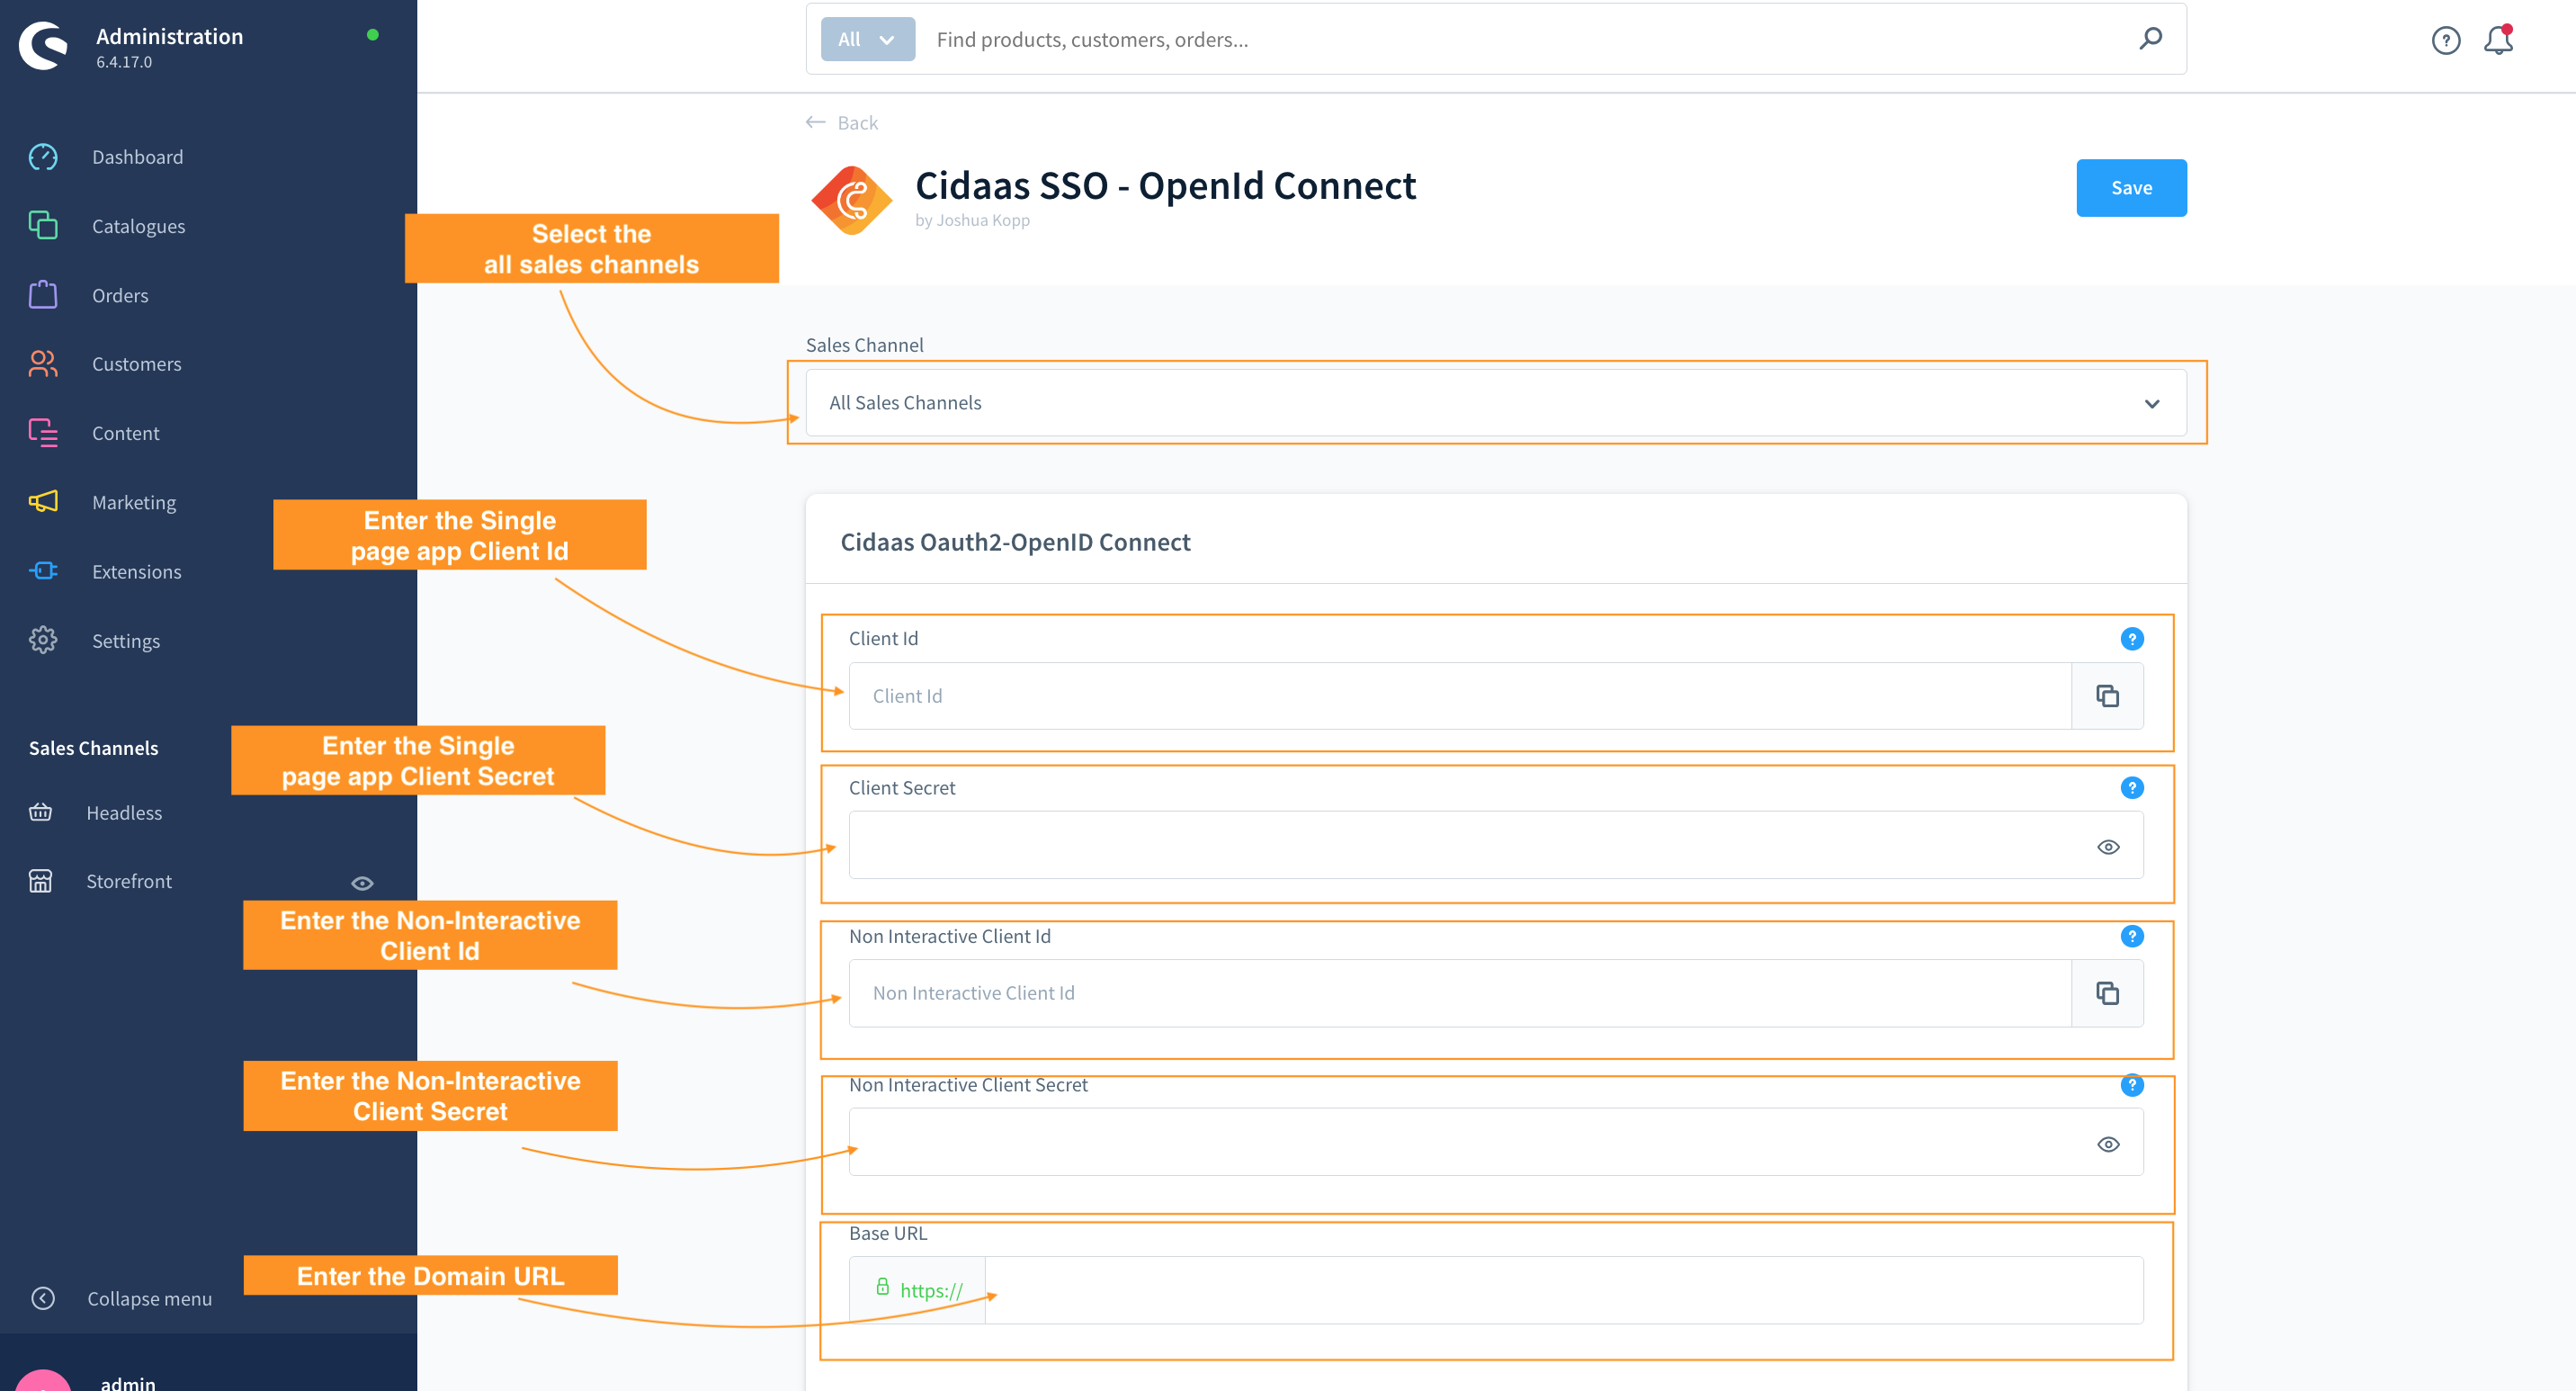 Administration
6.4.17.0
All
Find products, customers, orders...
?
Dashboard
Catalogues
Orders
Customers
Content
Marketing
Extensions
Settings
Sales Channels
Headless
Storefront
Collapse menu
admin
Back
Cidaas SSO - OpenId Connect
by Joshua Kopp
Save
Select the
all sales channels
Sales Channel
All Sales Channels
Enter the Single
page app Client Id
Cidaas Oauth2-OpenID Connect
Client Id
?
Client Id
Enter the Single
page app Client Secret
Client Secret
?
Enter the Non-Interactive
Client Id
Non Interactive Client Id
?
Non Interactive Client Id
Enter the Non-Interactive
Client Secret
Non Interactive Client Secret
?
Enter the Domain URL
Base URL
https://